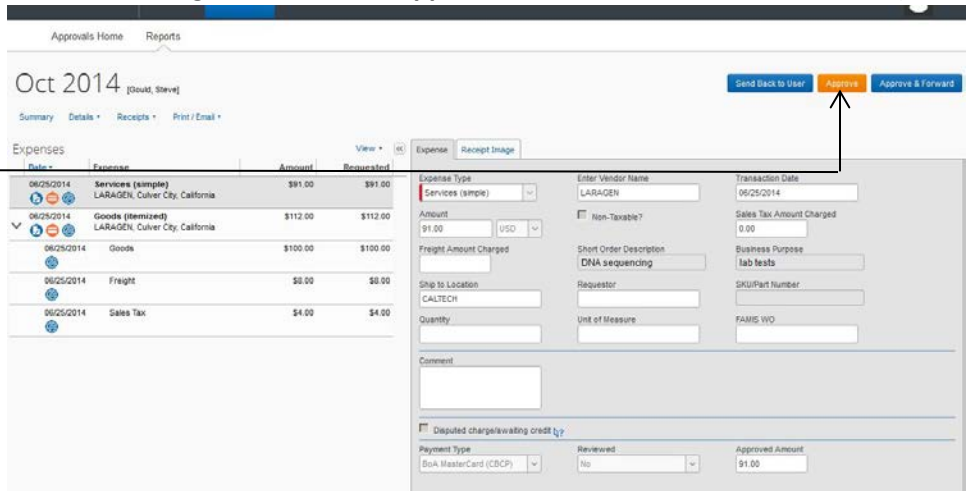 Approvals Home Reports
Oct 2014 [Gould, Steve]
Send Back to User Approve Approve & Forward
Summary Details Receipts Print / Email
Expenses View
Expense Receipt Image
Date Expense Amount Requested
06/25/2014 Services (simple) $91.00 $91.00
LARAGEN, Culver City, California
06/25/2014 Goods (itemized) $112.00 $112.00
LARAGEN, Culver City, California
06/25/2014 Goods $100.00 $100.00
06/25/2014 Freight $8.00 $8.00
06/25/2014 Sales Tax $4.00 $4.00
Expense Type Enter Vendor Name Transaction Date
Services (simple) LARAGEN 06/25/2014
Amount Non-Taxable? Sales Tax Amount Charged
91.00 USD 0.00
Freight Amount Charged Short Order Description Business Purpose
DNA sequencing lab tests
Ship to Location Requestor SKU/Part Number
CALTECH
Quantity Unit of Measure FAMIS WO
Comment
Disputed charge/awaiting credit
Payment Type Reviewed Approved Amount
BoA MasterCard (CBCP) No 91.00